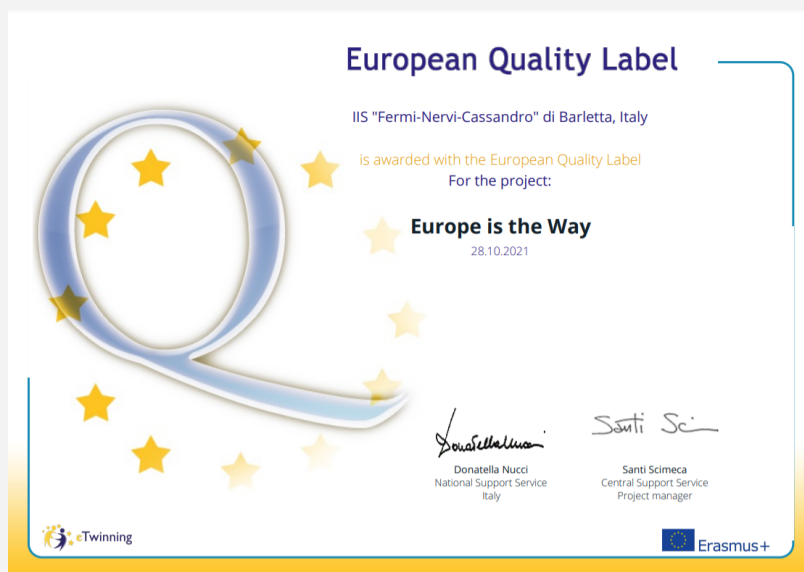 European Quality Label
IIS "Fermi-Nervi-Cassandro" di Barletta, Italy
is awarded with the European Quality Label
For the project:
Europe is the Way
28.10.2021
Donatella Nucci
National Support Service
Italy
Santi Scimeca
Central Support Service
Project manager
eTwinning
Erasmus+